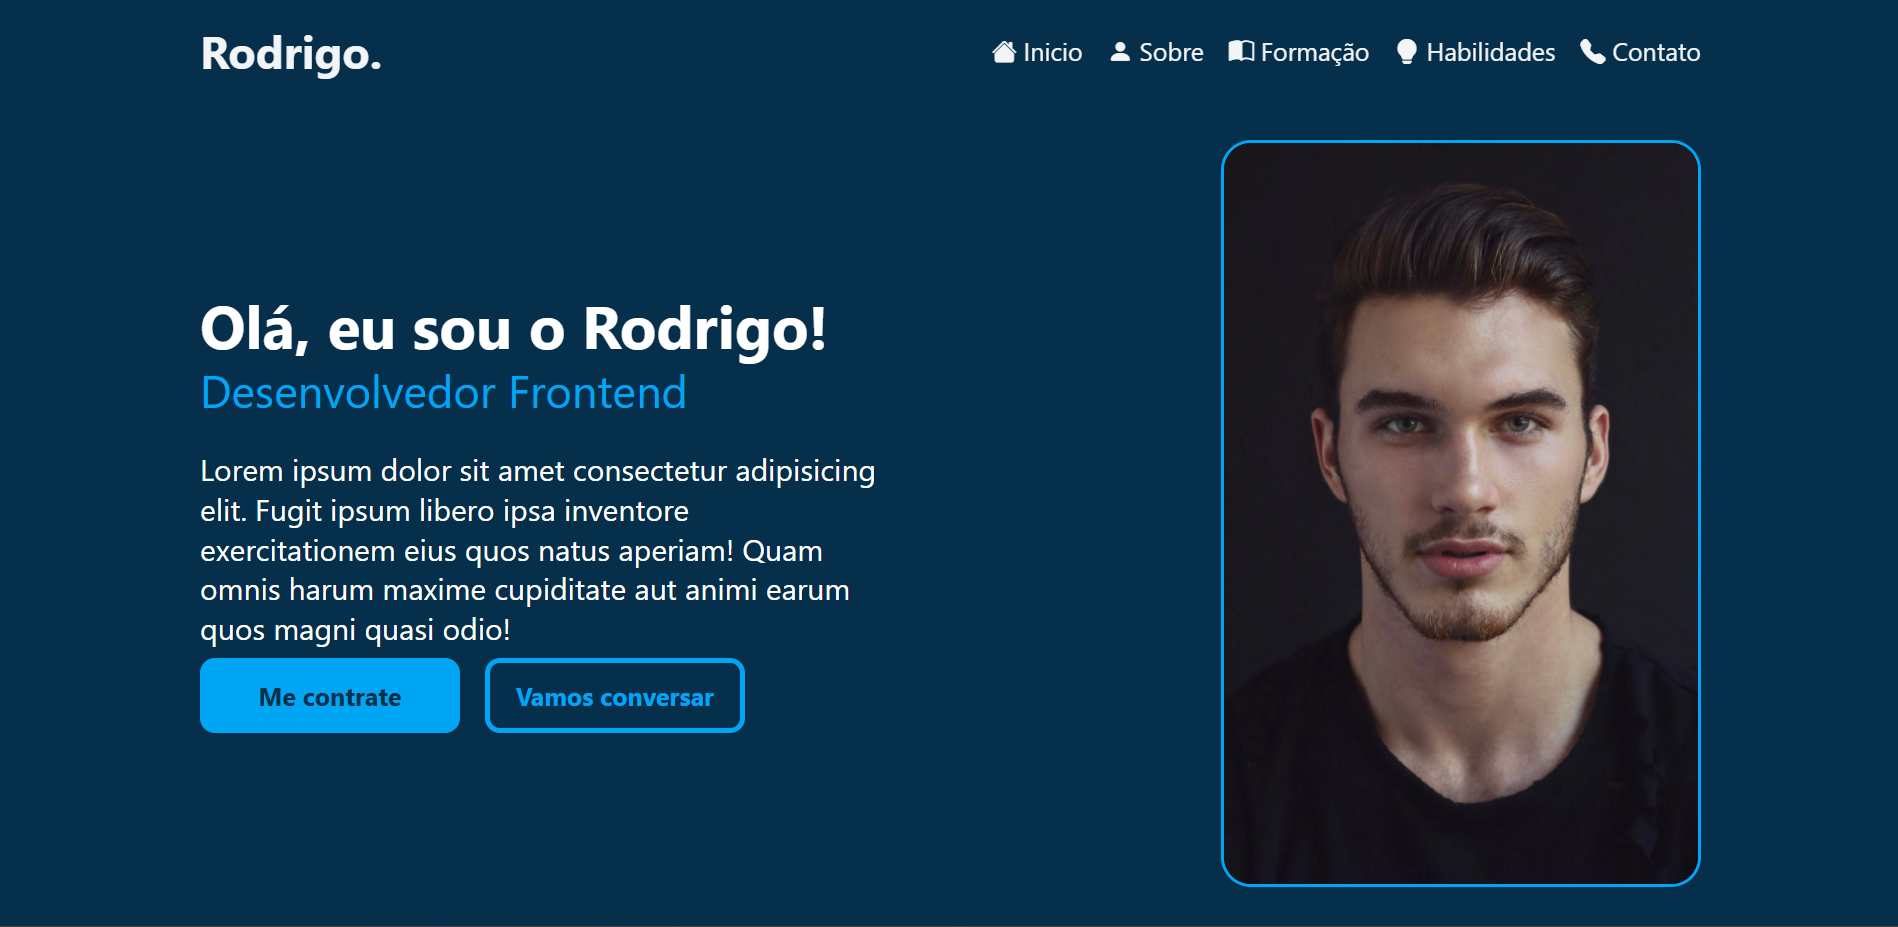 Rodrigo.
Inicio Sobre Formação Habilidades Contato
Olá, eu sou o Rodrigo!
Desenvolvedor Frontend
Lorem ipsum dolor sit amet consectetur adipisicing
elit. Fugit ipsum libero ipsa inventore
exercitationem eius quos natus aperiam! Quam
omnis harum maxime cupiditate aut animi earum
quos magni quasi odio!
Me contrate
Vamos conversar